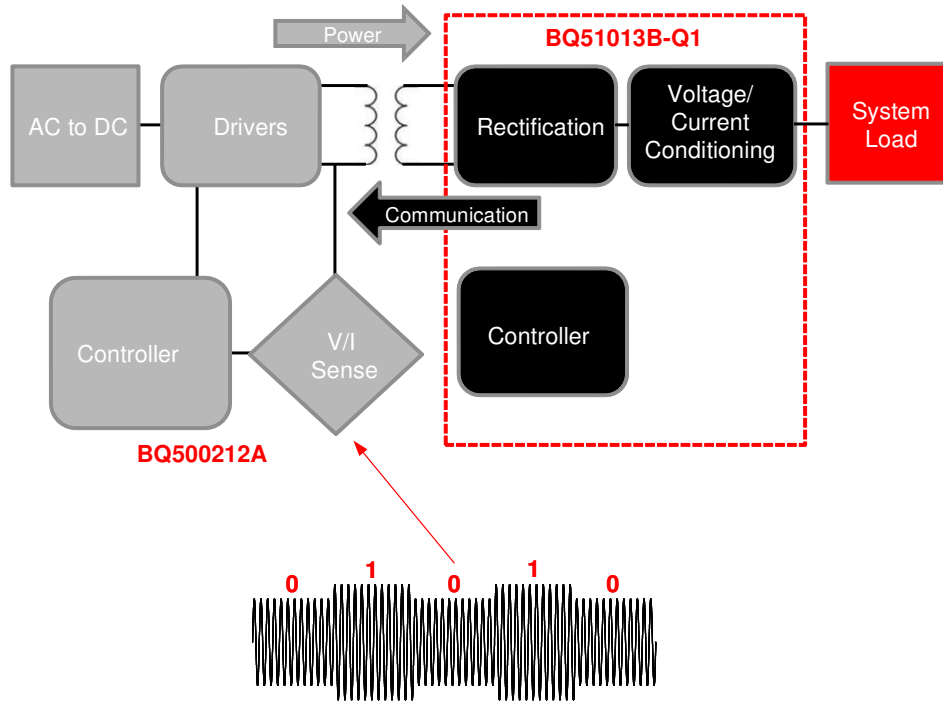 Power
BQ51013B-Q1
AC to DC
Drivers
Rectification
Voltage/
Current
Conditioning
System
Load
Communication
Controller
V/I
Sense
Controller
BQ500212A
0
1
0
1
0